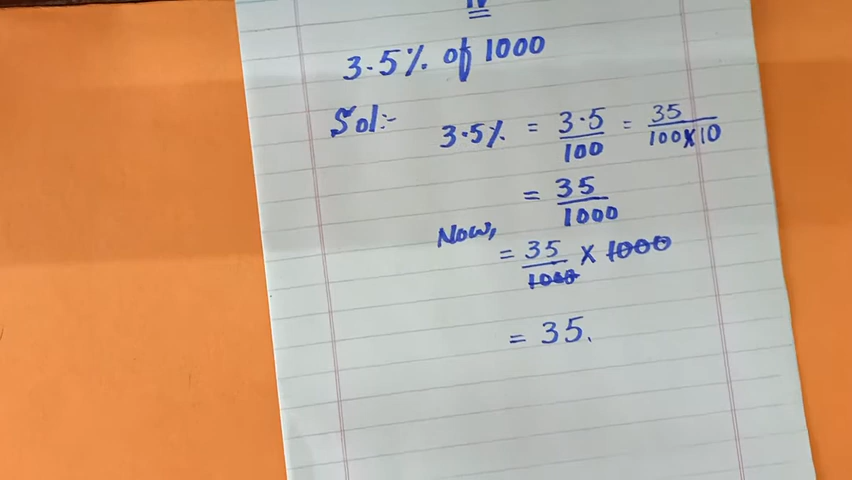 3.5% of 1000
Sol:- 3.5% = 3.5/100 = 35/100×10
= 35/1000
Now,
= 35/1000 × 1000
= 35.